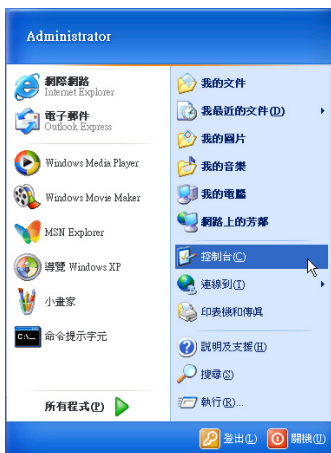 Administrator
網際網路
Internet Explorer
電子郵件
Outlook Express
Windows Media Player
Windows Movie Maker
MSN Explorer
導覽 Windows XP
小畫家
命令提示字元
所有程式(P)
我的文件
我最近的文件(D)
我的圖片
我的音樂
我的電腦
網路上的芳鄰
控制台(C)
連線到(T)
印表機和傳真
說明及支援(H)
搜尋(S)
執行(R)...
登出(L)
關機(U)